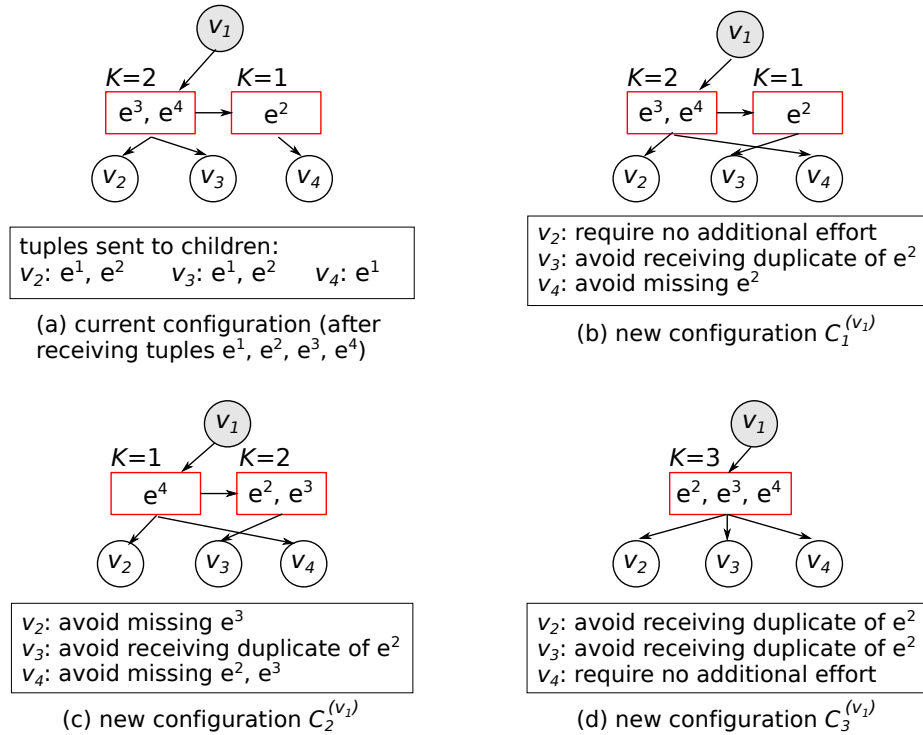 v₁
K=2 K=1
e³, e⁴ e²
v₂ v₃ v₄
tuples sent to children:
v₂: e¹, e² v₃: e¹, e² v₄: e¹
(a) current configuration (after
receiving tuples e¹, e², e³, e⁴)
v₁
K=2 K=1
e³, e⁴ e²
v₂ v₃ v₄
v₂: require no additional effort
v₃: avoid receiving duplicate of e²
v₄: avoid missing e²
(b) new configuration C₁^(v₁)
v₁
K=1 K=2
e⁴ e², e³
v₂ v₃ v₄
v₂: avoid missing e³
v₃: avoid receiving duplicate of e²
v₄: avoid missing e², e³
(c) new configuration C₂^(v₁)
v₁
K=3
e², e³, e⁴
v₂ v₃ v₄
v₂: avoid receiving duplicate of e²
v₃: avoid receiving duplicate of e²
v₄: require no additional effort
(d) new configuration C₃^(v₁)